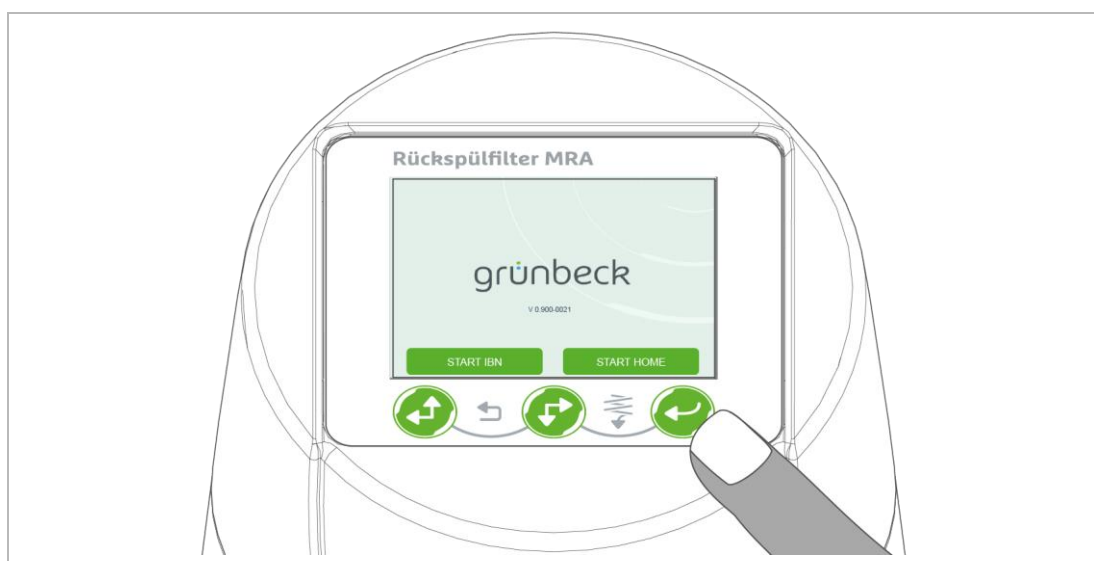 Rückspülfilter MRA
grünbeck
V 0.900-0021
START IBN
START HOME